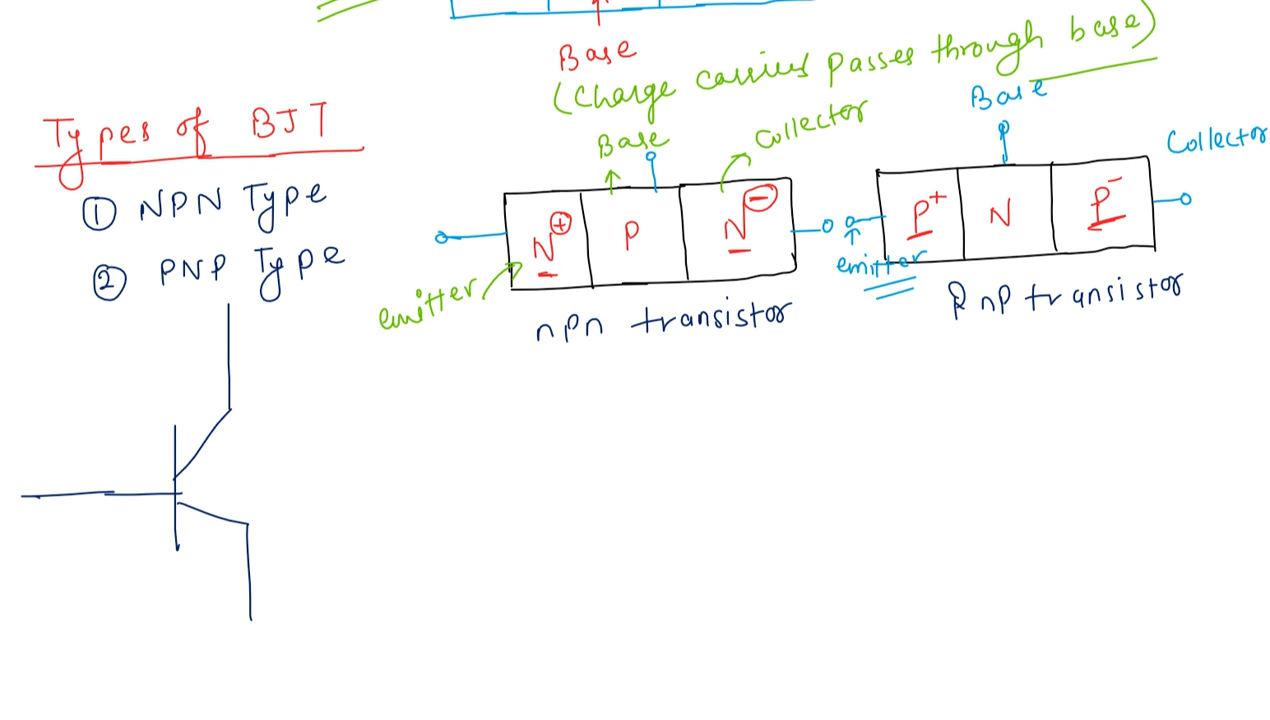 Base
(Charge carries passes through base)
Types of BJT
① NPN Type
② PNP Type
Base
Collector
N⊕
P
N⊖
emitter
npn transistor
Base
Collector
P+
N
P-
emitter
PnP transistor